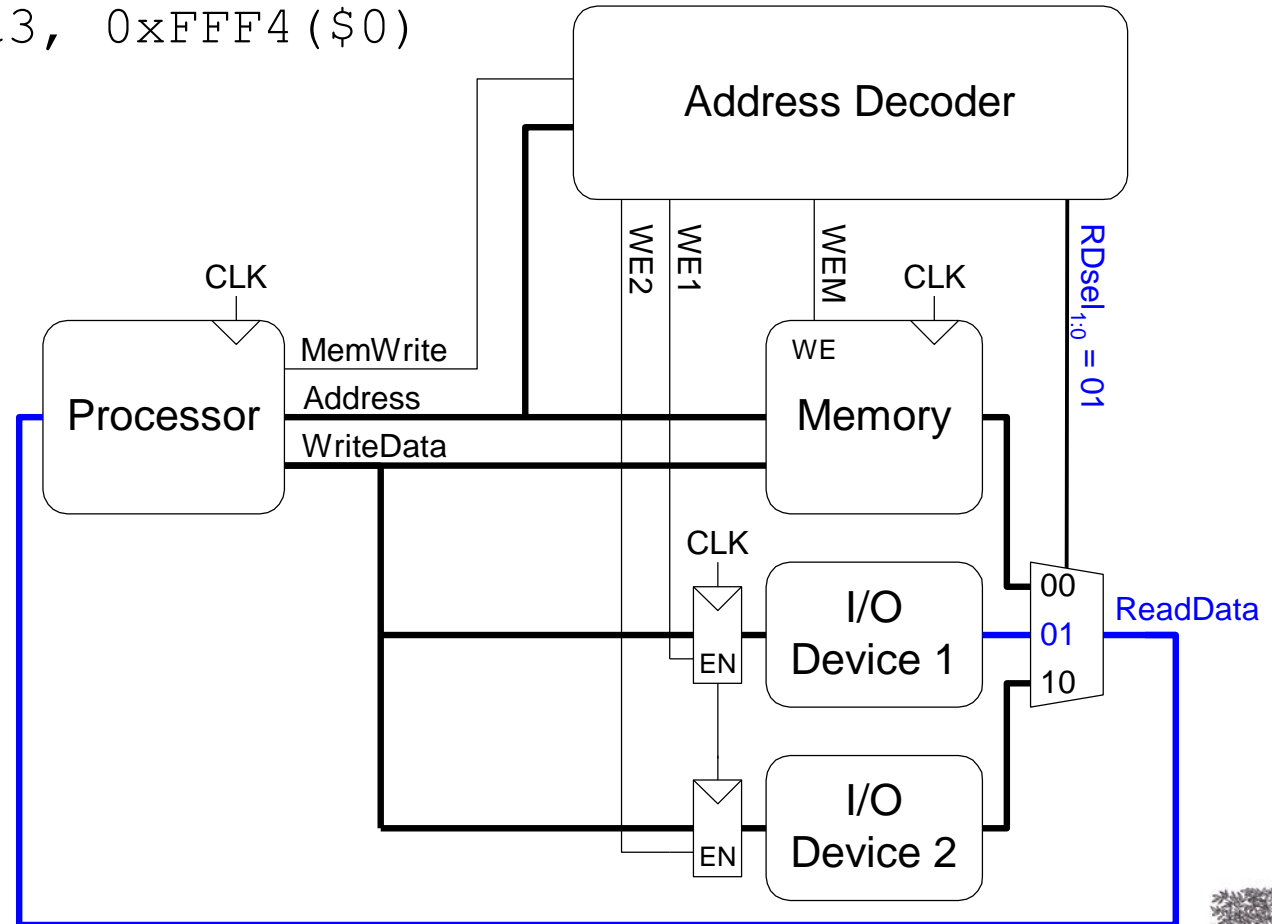 3, 0xFFF4($0)
Address Decoder
WE2
WE1
WEM
RDsel1:0 = 01
CLK
CLK
MemWrite
WE
Processor
Address
Memory
WriteData
CLK
00
I/O
Device 1
01
ReadData
EN
10
I/O
Device 2
EN